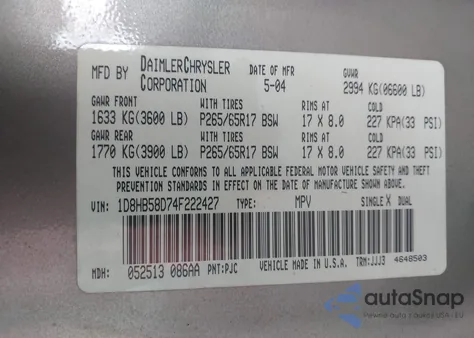 MFD BY DAIMLERCHRYSLER CORPORATION DATE OF MFR 5-04 GVWR 2994 KG(06600 LB)
GAWR FRONT WITH TIRES RIMS AT COLD
1633 KG(3600 LB) P265/65R17 BSW 17 X 8.0 227 KPA(33 PSI)
GAWR REAR WITH TIRES RIMS AT COLD
1770 KG(3900 LB) P265/65R17 BSW 17 X 8.0 227 KPA(33 PSI)
THIS VEHICLE CONFORMS TO ALL APPLICABLE FEDERAL MOTOR VEHICLE SAFETY AND THEFT
PREVENTION STANDARDS IN EFFECT ON THE DATE OF MANUFACTURE SHOWN ABOVE.
VIN: 1D8HB58D74F222427 TYPE: MPV SINGLE X DUAL
MDH: 052513 086AA PNT:PJC VEHICLE MADE IN U.S.A. TRM:JJJ3 4648503
autoSnap